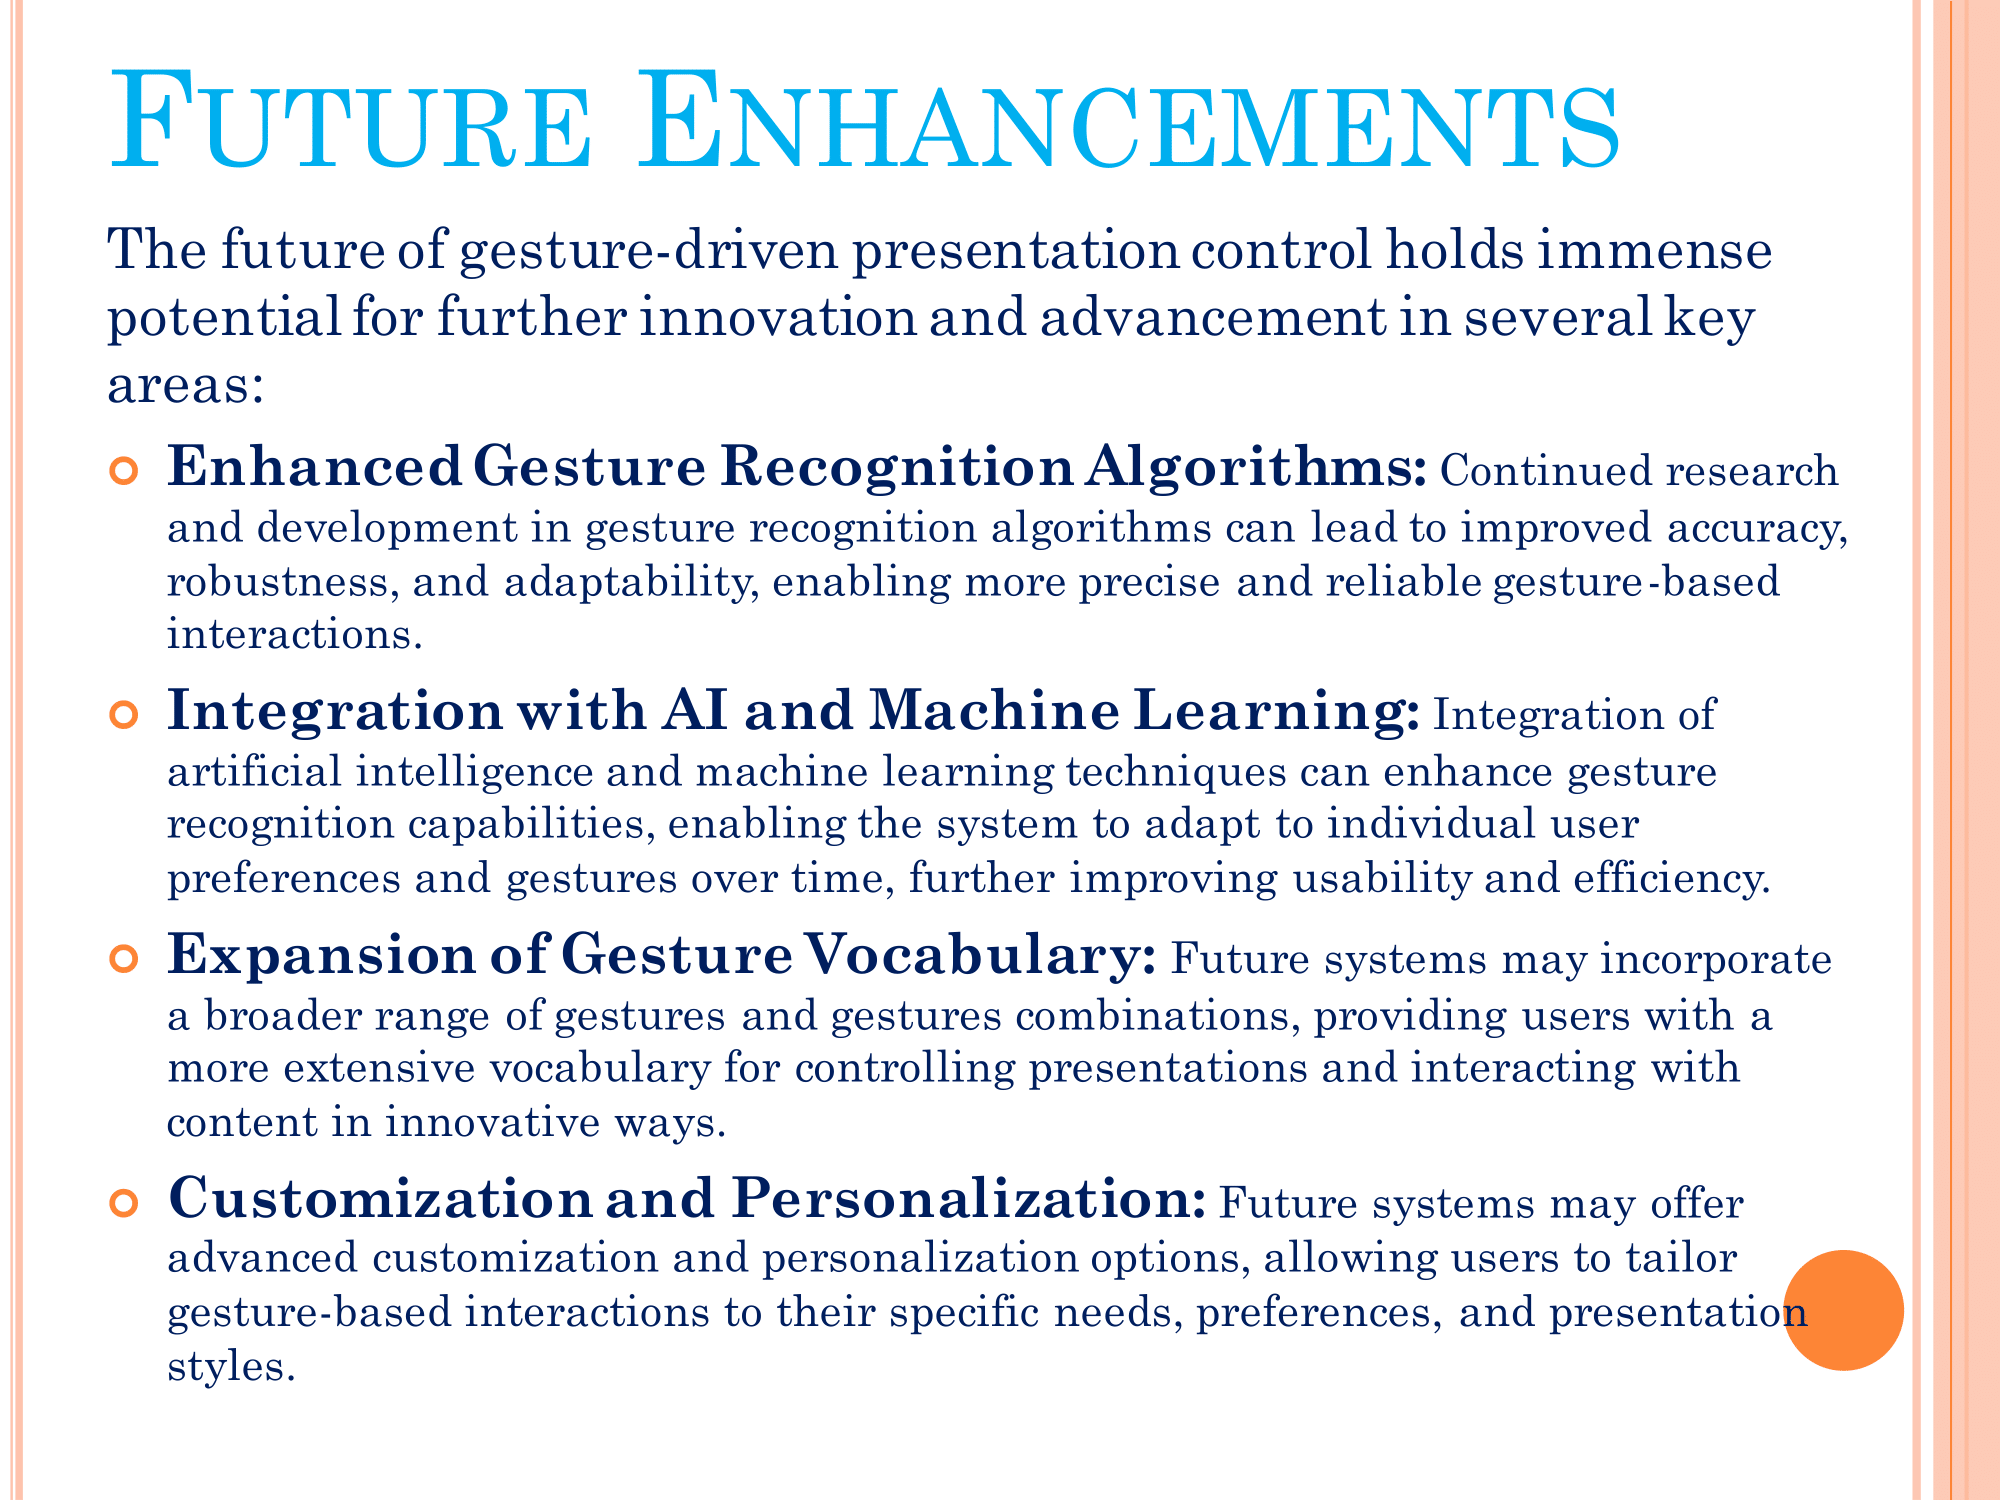 FUTURE ENHANCEMENTS
The future of gesture-driven presentation control holds immense
potential for further innovation and advancement in several key
areas:
Enhanced Gesture Recognition Algorithms: Continued research
and development in gesture recognition algorithms can lead to improved accuracy,
robustness, and adaptability, enabling more precise and reliable gesture-based
interactions.
Integration with AI and Machine Learning: Integration of
artificial intelligence and machine learning techniques can enhance gesture
recognition capabilities, enabling the system to adapt to individual user
preferences and gestures over time, further improving usability and efficiency.
Expansion of Gesture Vocabulary: Future systems may incorporate
a broader range of gestures and gestures combinations, providing users with a
more extensive vocabulary for controlling presentations and interacting with
content in innovative ways.
Customization and Personalization: Future systems may offer
advanced customization and personalization options, allowing users to tailor
gesture-based interactions to their specific needs, preferences, and presentation
styles.